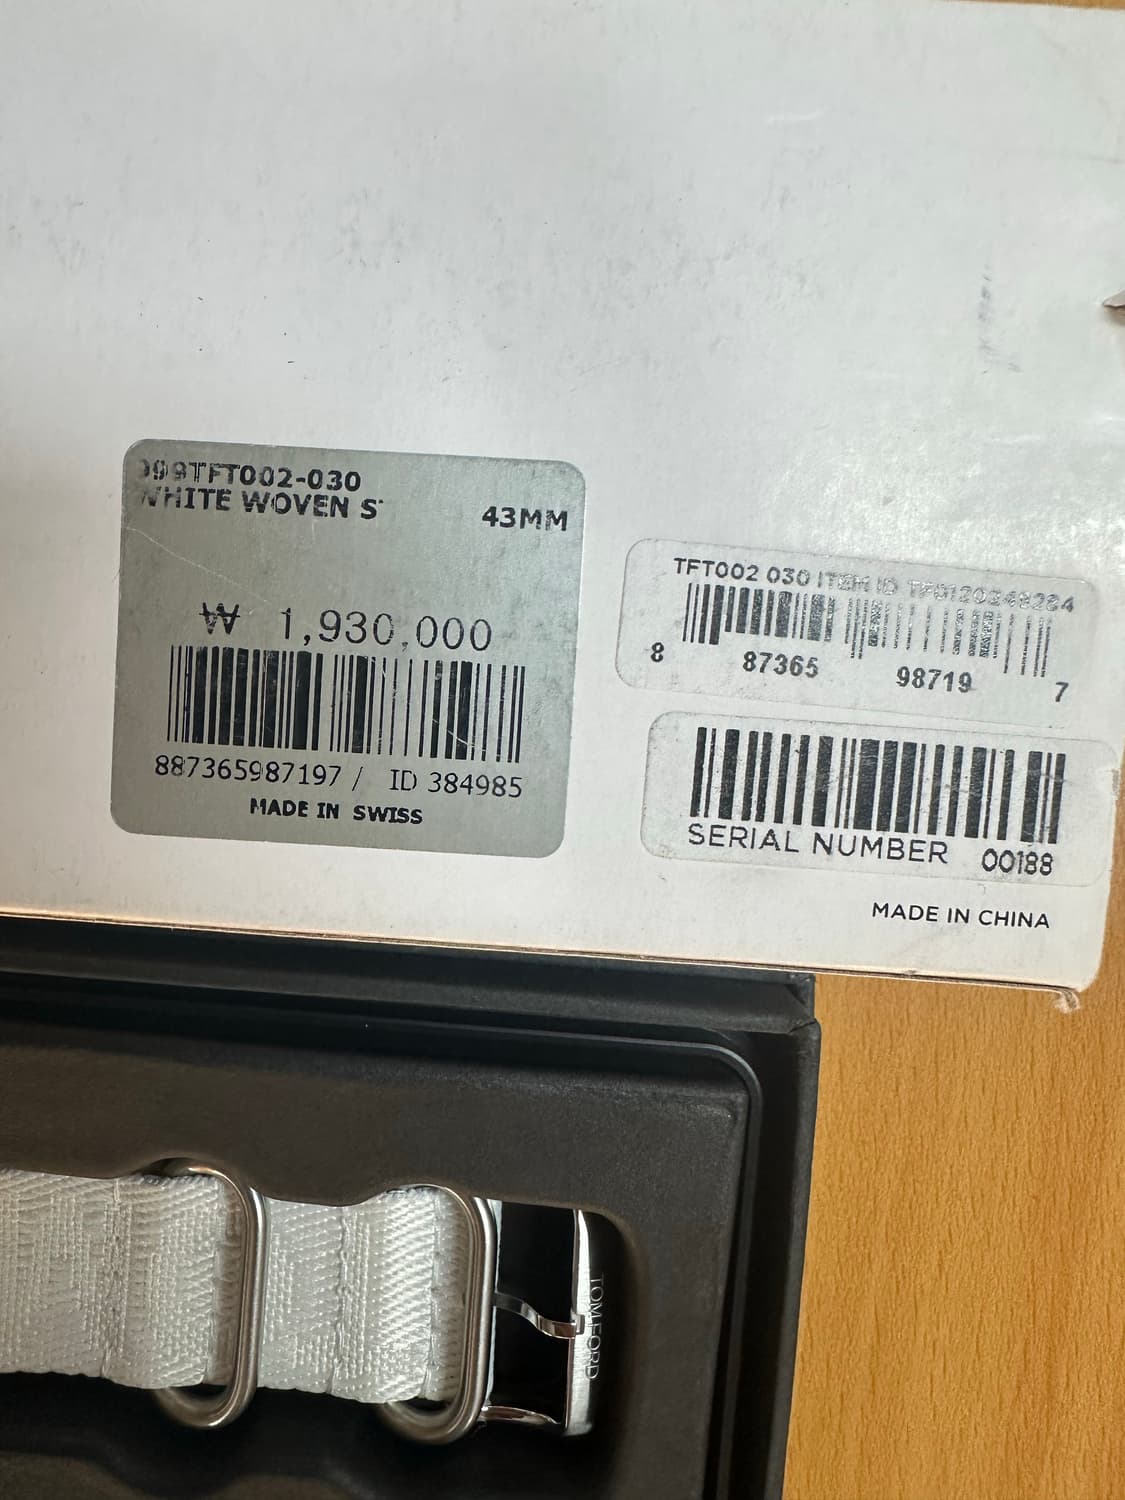 999TFT002-030
WHITE WOVEN S
43MM
₩ 1,930,000
887365987197 / ID 384985
MADE IN SWISS
TFT002 030 ITEM ID
8 87365 98719 7
SERIAL NUMBER 00188
MADE IN CHINA
TOM FORD